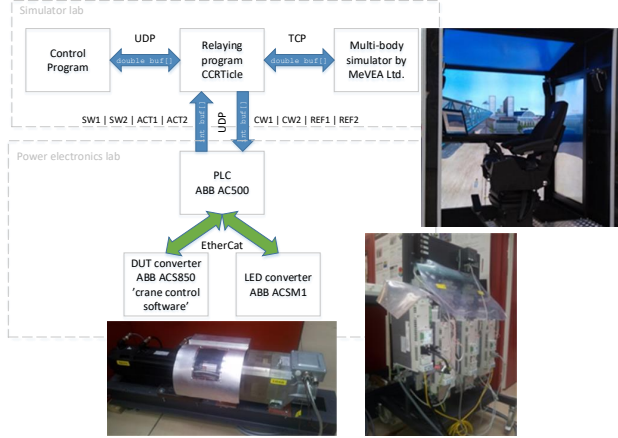 Simulator lab
Control
Program
UDP
double buf[]
Relaying
program
CCRTicle
TCP
double buf[]
Multi-body
simulator by
MeVEA Ltd.
SW1 | SW2 | ACT1 | ACT2
int buf[]
UDP
int buf[]
CW1 | CW2 | REF1 | REF2
Power electronics lab
PLC
ABB AC500
EtherCat
DUT converter
ABB ACS850
'crane control
software'
LED converter
ABB ACSM1